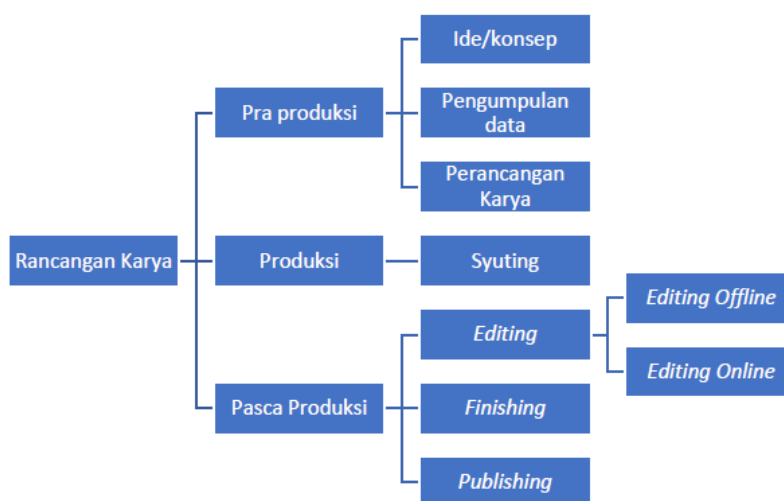 Rancangan Karya
Pra produksi
Ide/konsep
Pengumpulan
data
Perancangan
Karya
Produksi
Syuting
Pasca Produksi
Editing
Editing Offline
Editing Online
Finishing
Publishing